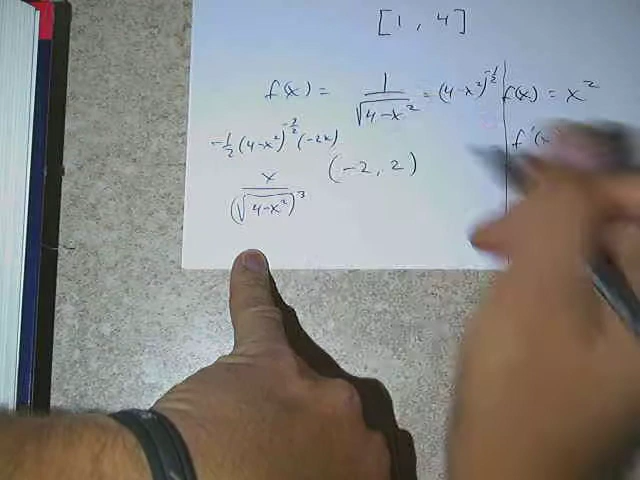 [1, 4]
f(x) = 1/√(4-x²) = (4-x²)^(-1/2)
-1/2 (4-x²)^(-3/2) (-2x)
(-2, 2)
x/(√(4-x²))³
f(x) = x²
f'(x